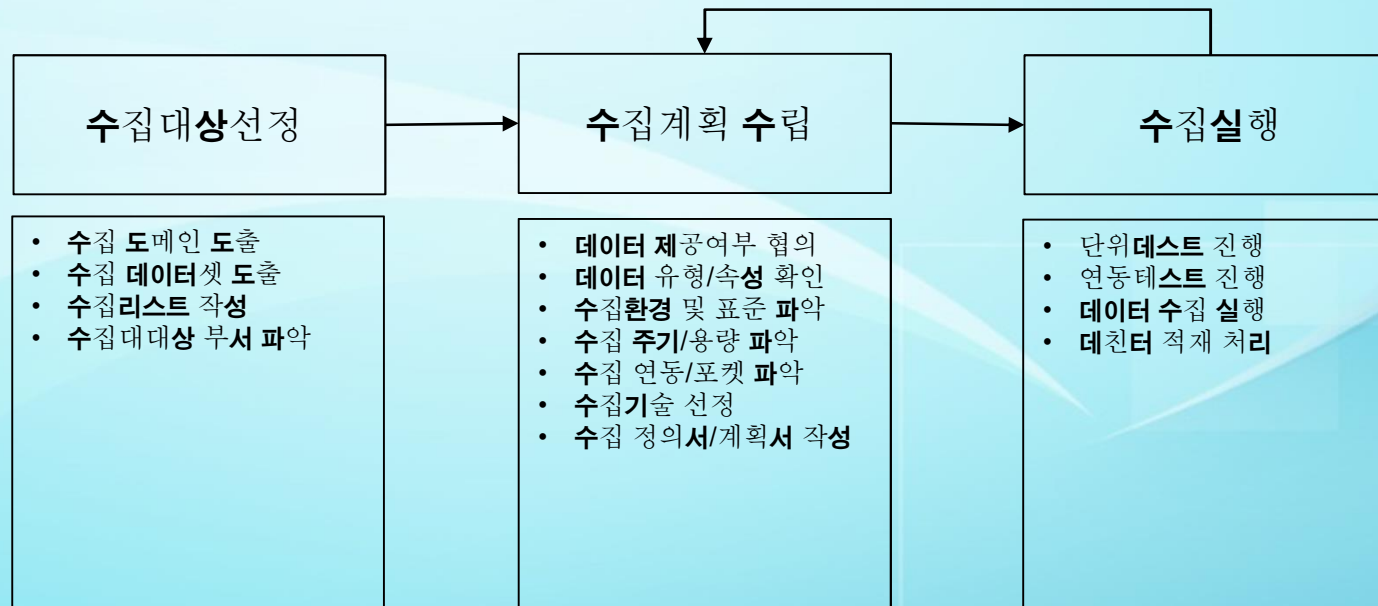 수집대상선정
수집계획 수립
수집실행
• 수집 도메인 도출
• 수집 데이터셋 도출
• 수집리스트 작성
• 수집대대상 부서 파악
• 데이터 제공여부 협의
• 데이터 유형/속성 확인
• 수집환경 및 표준 파악
• 수집 주기/용량 파악
• 수집 연동/포켓 파악
• 수집기술 선정
• 수집 정의서/계획서 작성
• 단위데스트 진행
• 연동테스트 진행
• 데이터 수집 실행
• 데친터 적재 처리